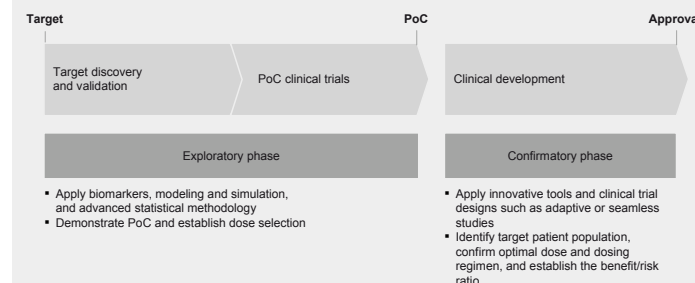 Target PoC Approva
Target discovery
and validation
PoC clinical trials
Clinical development
Exploratory phase
▪ Apply biomarkers, modeling and simulation,
and advanced statistical methodology
▪ Demonstrate PoC and establish dose selection
Confirmatory phase
▪ Apply innovative tools and clinical trial
designs such as adaptive or seamless
studies
▪ Identify target patient population,
confirm optimal dose and dosing
regimen, and establish the benefit/risk
ratio